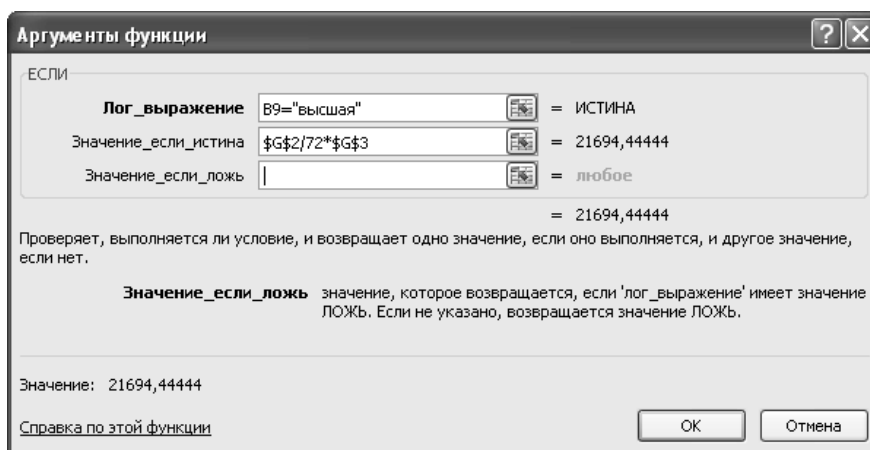 Аргументы функции
ЕСЛИ
Лог_выражение B9="высшая" = ИСТИНА
Значение_если_истина $G$2/72*$G$3 = 21694,44444
Значение_если_ложь = любое
= 21694,44444
Проверяет, выполняется ли условие, и возвращает одно значение, если оно выполняется, и другое значение,
если нет.
Значение_если_ложь значение, которое возвращается, если 'лог_выражение' имеет значение
ЛОЖЬ. Если не указано, возвращается значение ЛОЖЬ.
Значение: 21694,44444
Справка по этой функции ОК Отмена